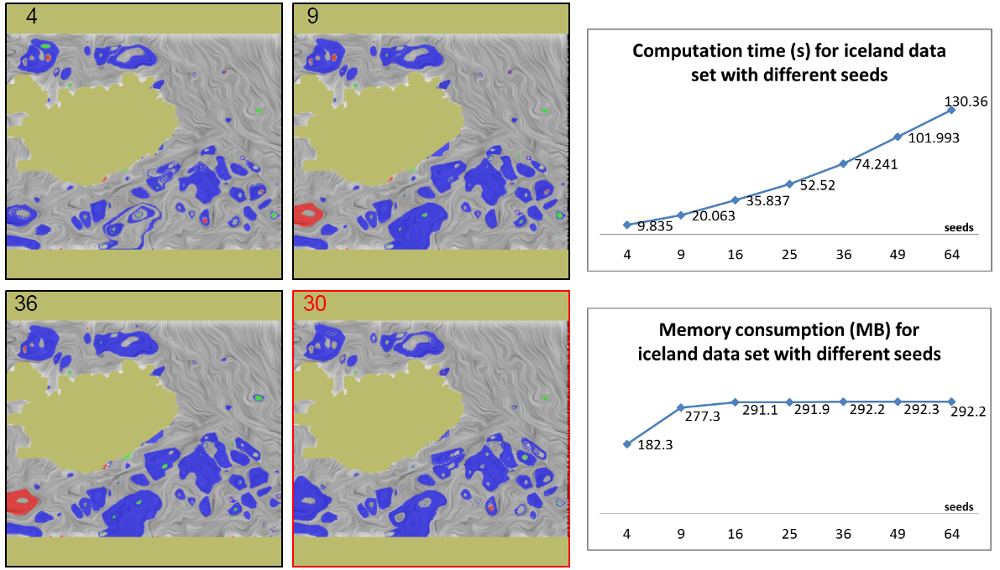 4
9
Computation time (s) for iceland data
set with different seeds
130.36
101.993
74.241
52.52
35.837
20.063
9.835
seeds
4 9 16 25 36 49 64
36
30
Memory consumption (MB) for
iceland data set with different seeds
182.3
277.3
291.1
291.9
292.2
292.3
292.2
seeds
4 9 16 25 36 49 64